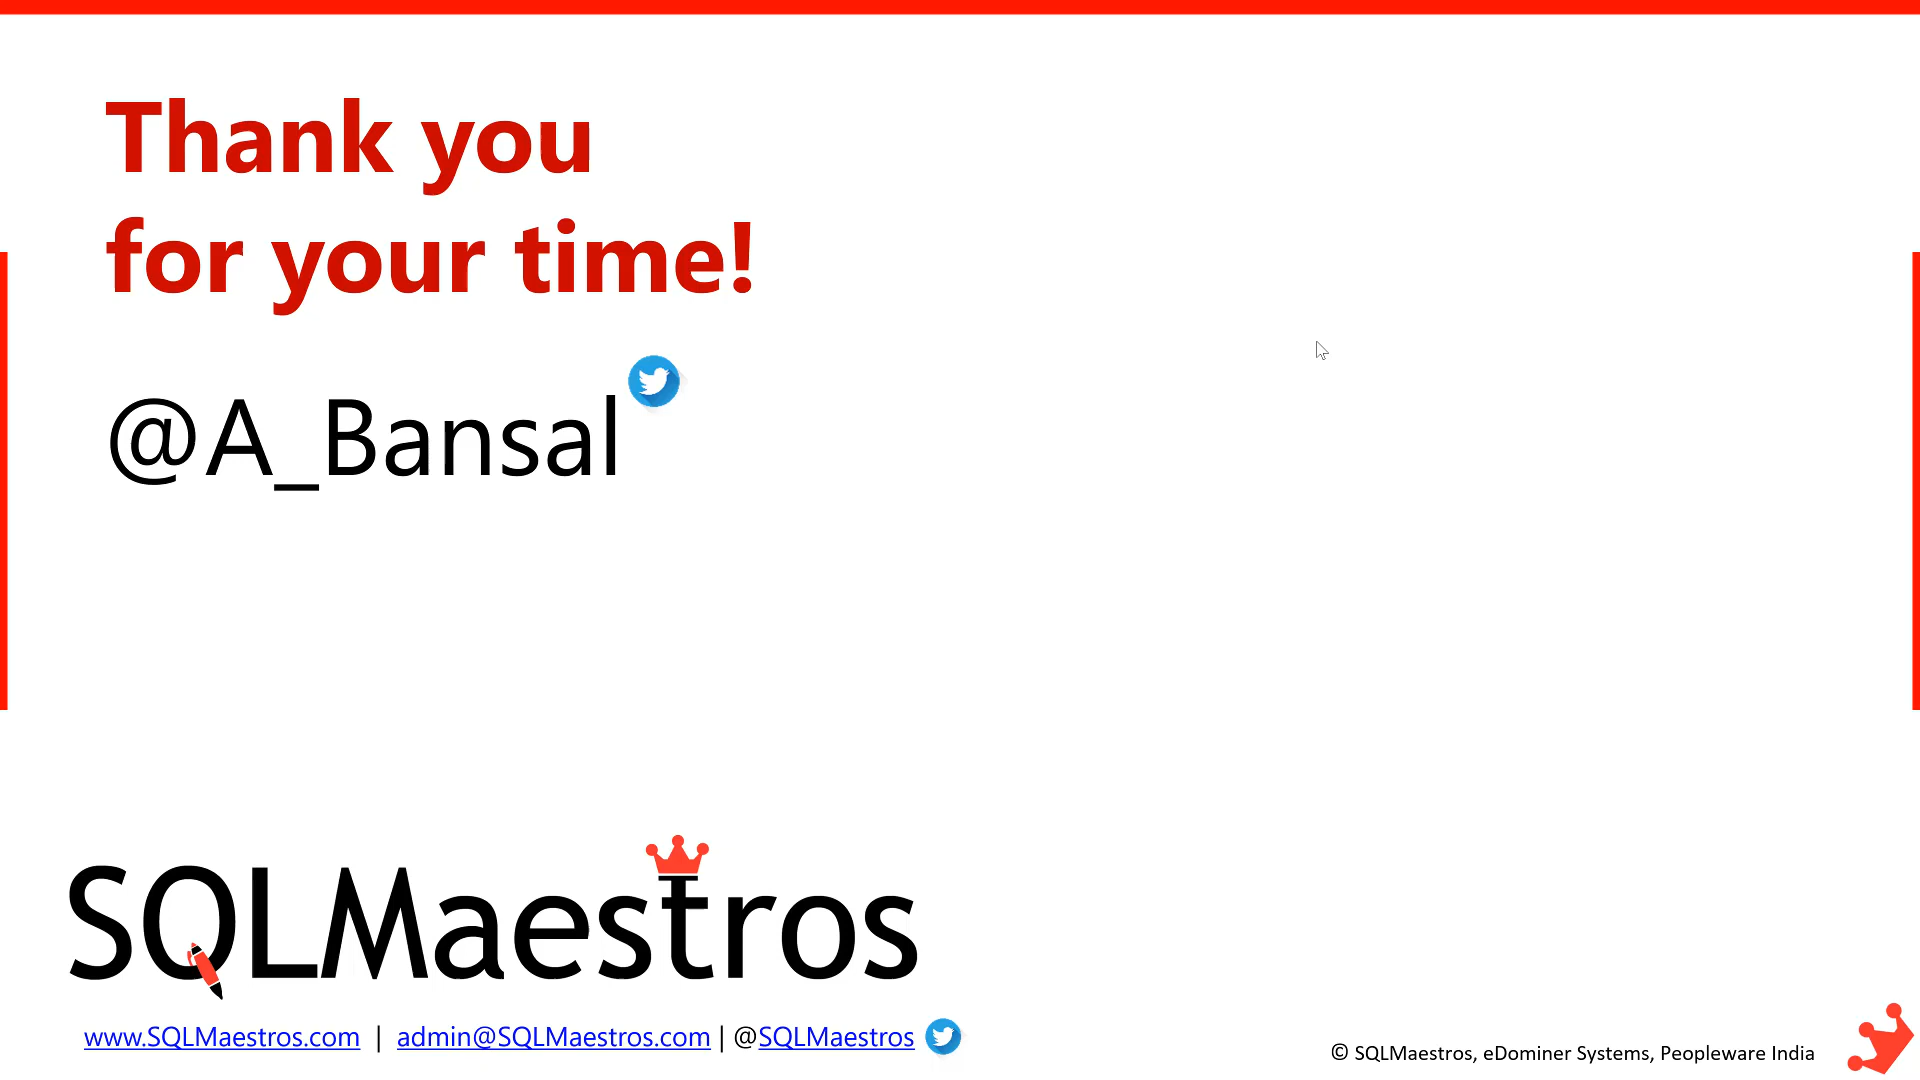 Thank you
for your time!
@A_Bansal
SQLMaestros
www.SQLMaestros.com | admin@SQLMaestros.com | @SQLMaestros
© SQLMaestros, eDominer Systems, Peopleware India